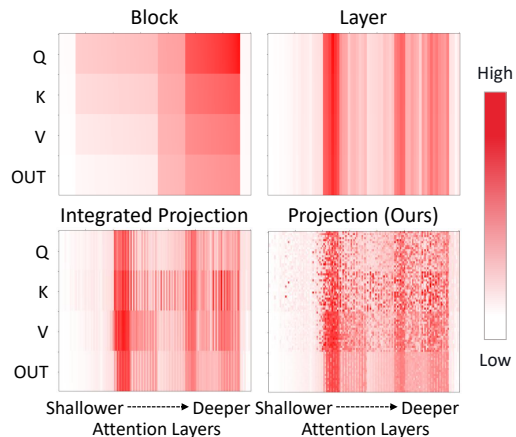 Block
Layer
Q
K
V
OUT
High
Low
Integrated Projection
Projection (Ours)
Q
K
V
OUT
Shallower Deeper
Attention Layers
Shallower Deeper
Attention Layers